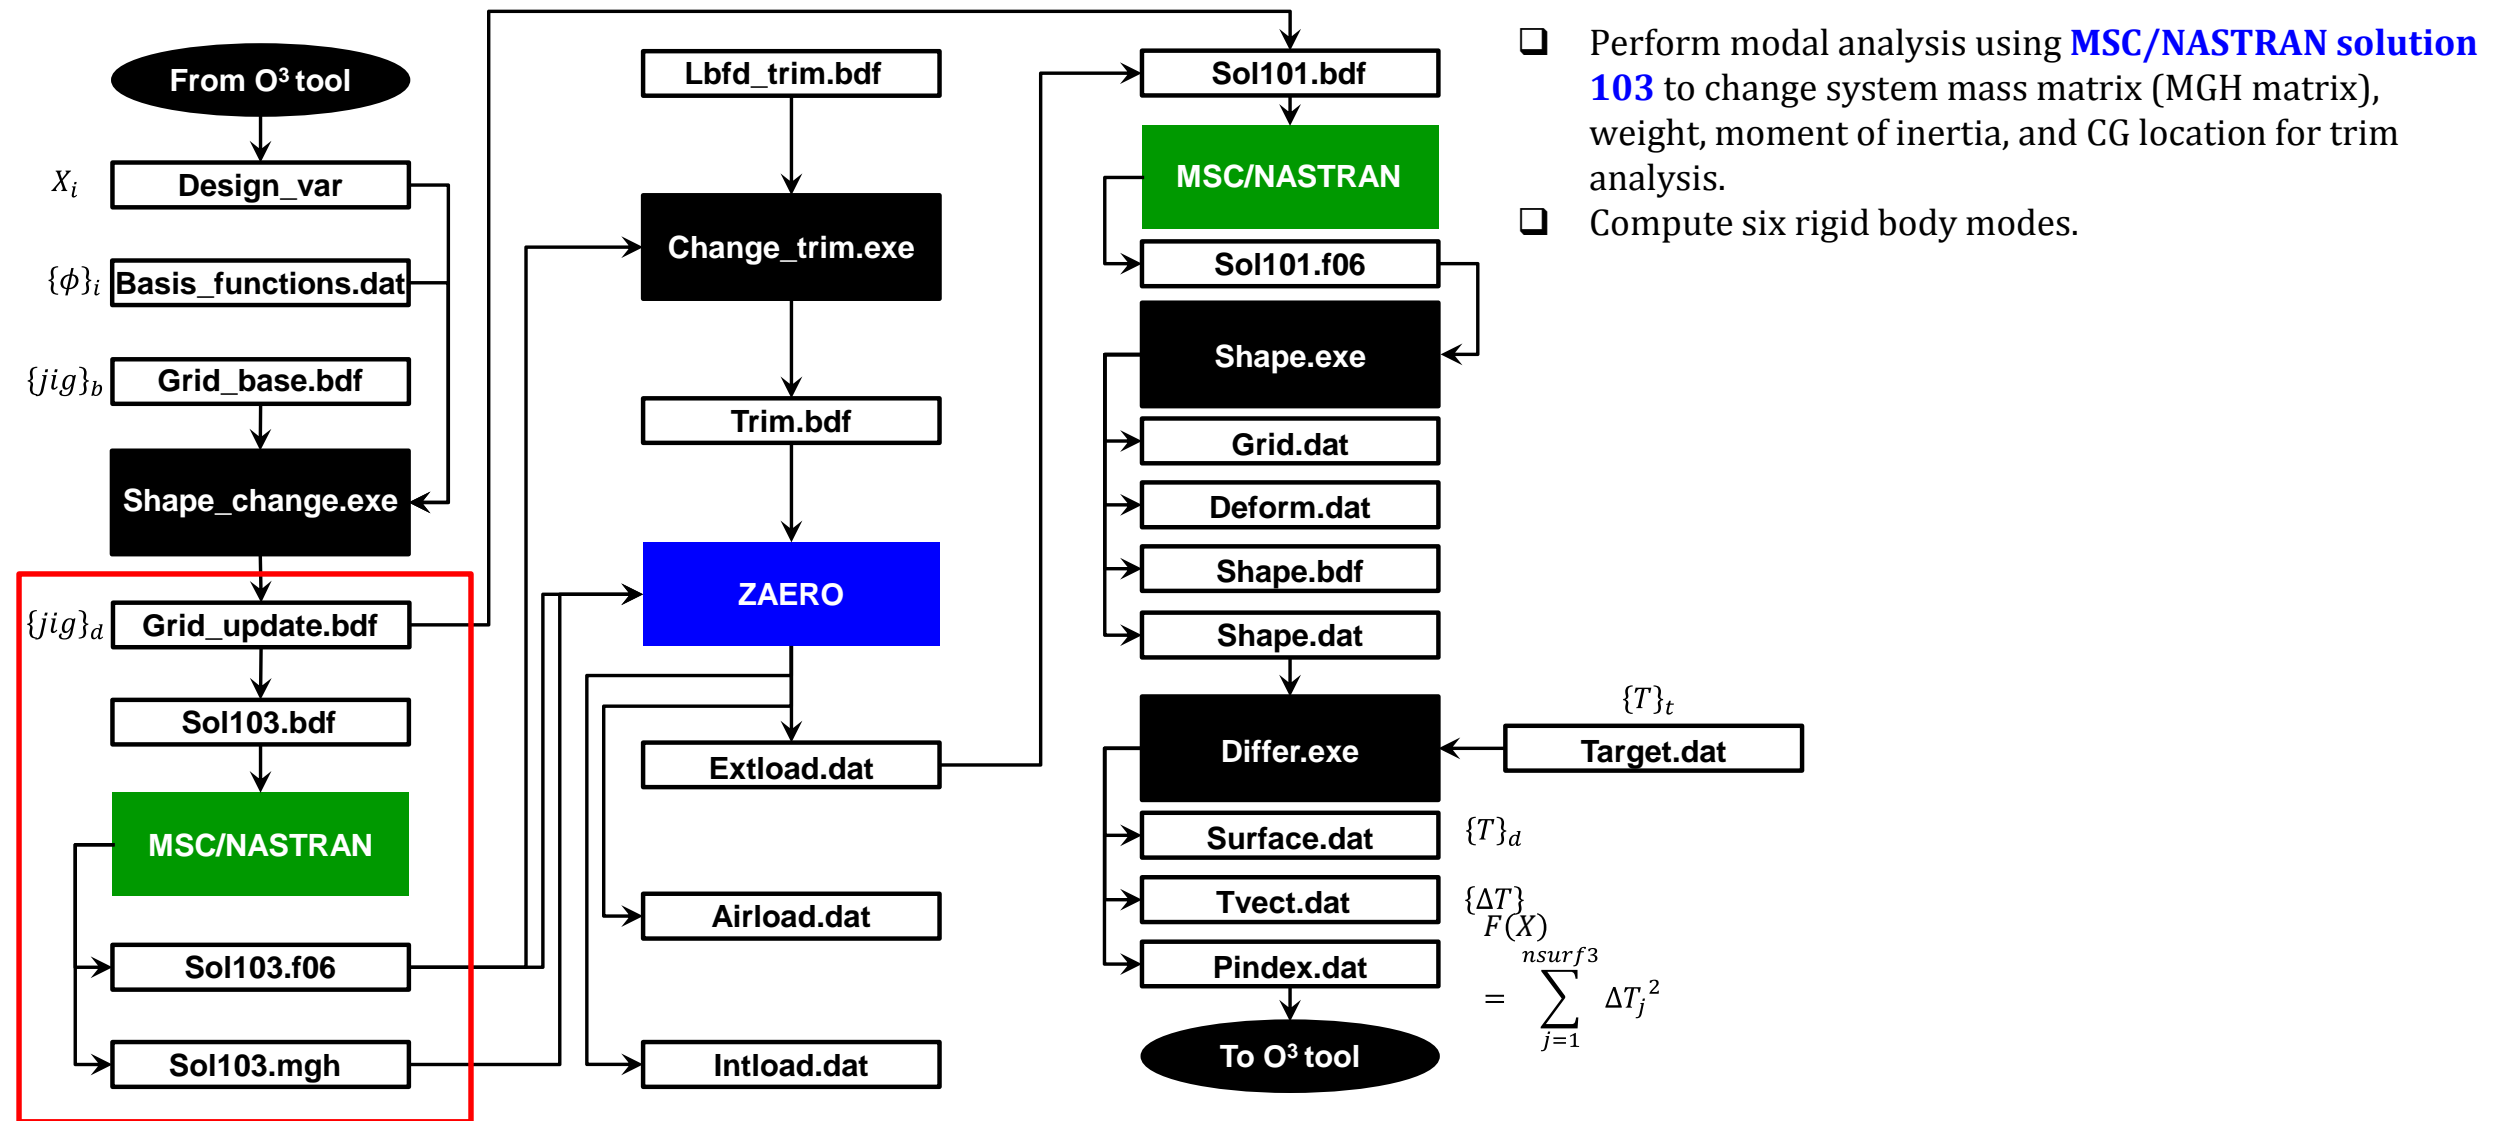 From O³ tool
X_i
Design_var
{ϕ}_i
Basis_functions.dat
{jig}_b
Grid_base.bdf
Shape_change.exe
{jig}_d
Grid_update.bdf
Sol103.bdf
MSC/NASTRAN
Sol103.f06
Sol103.mgh
Lbfd_trim.bdf
Change_trim.exe
Trim.bdf
ZAERO
Extload.dat
Airload.dat
Intload.dat
Sol101.bdf
MSC/NASTRAN
Sol101.f06
Shape.exe
Grid.dat
Deform.dat
Shape.bdf
Shape.dat
Differ.exe
{T}_t
Target.dat
Surface.dat
{T}_d
Tvect.dat
{ΔT}
Pindex.dat
F(X)
nsurf3
= ∑ ΔT_j²
j=1
To O³ tool
❑ Perform modal analysis using MSC/NASTRAN solution
103 to change system mass matrix (MGH matrix),
weight, moment of inertia, and CG location for trim
analysis.
❑ Compute six rigid body modes.